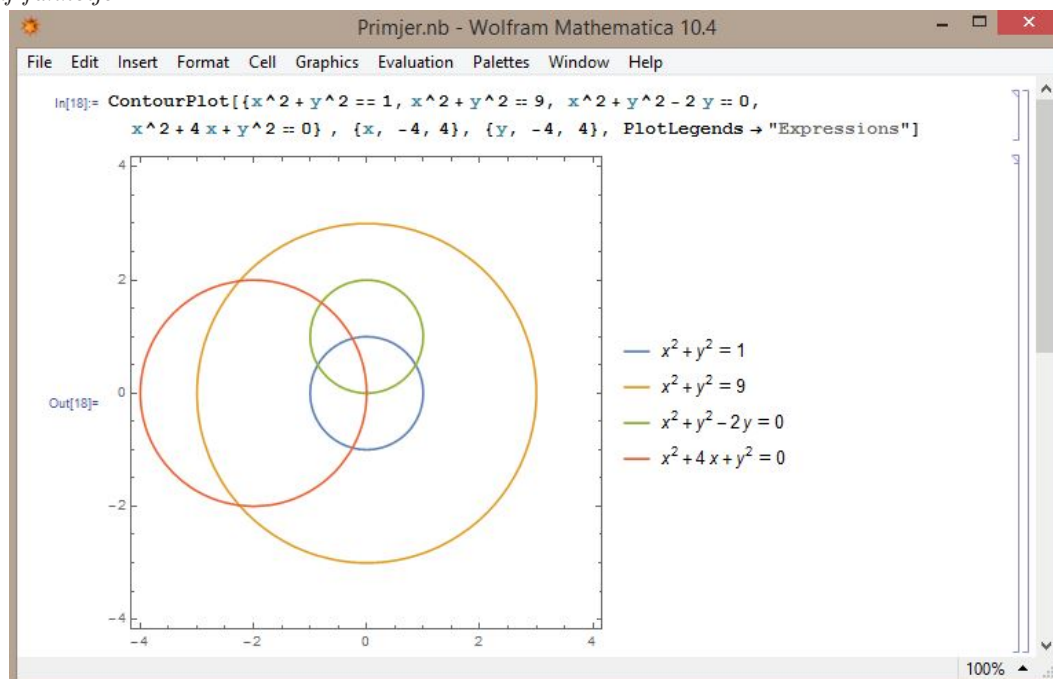 Primjer.nb - Wolfram Mathematica 10.4
File Edit Insert Format Cell Graphics Evaluation Palettes Window Help
In[18]:= ContourPlot[{x^2 + y^2 == 1, x^2 + y^2 == 9, x^2 + y^2 - 2 y == 0,
x^2 + 4 x + y^2 == 0} , {x, -4, 4}, {y, -4, 4}, PlotLegends → "Expressions"]
4
2
0
-2
-4
-4 -2 0 2 4
Out[18]=
x² + y² = 1
x² + y² = 9
x² + y² - 2 y = 0
x² + 4 x + y² = 0
100%